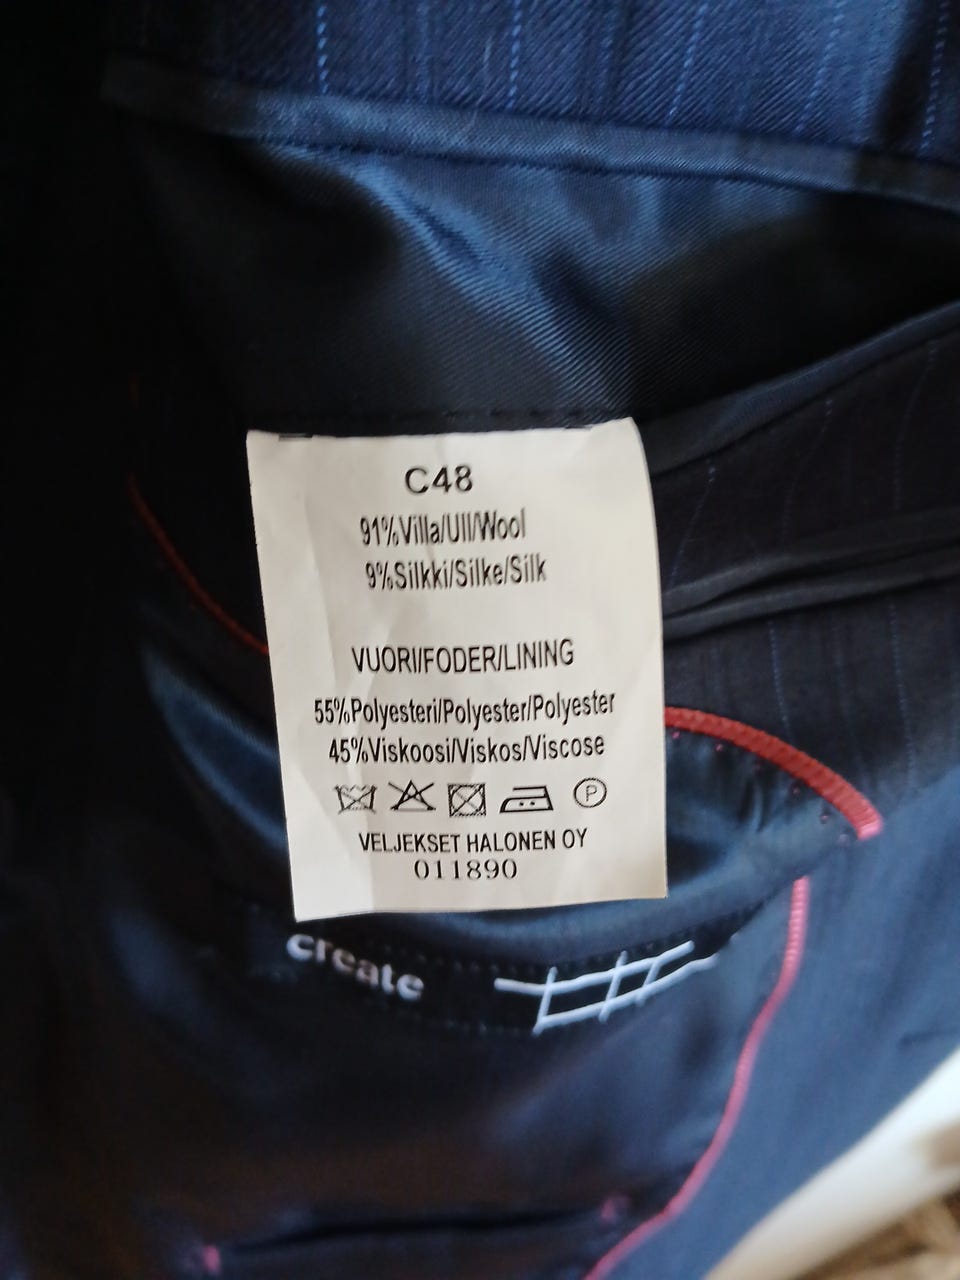 C48
91%Villa/Ull/Wool
9%Silkki/Silke/Silk
VUORI/FODER/LINING
55%Polyesteri/Polyester/Polyester
45%Viskoosi/Viskos/Viscose
P
VELJEKSET HALONEN OY
011890
create